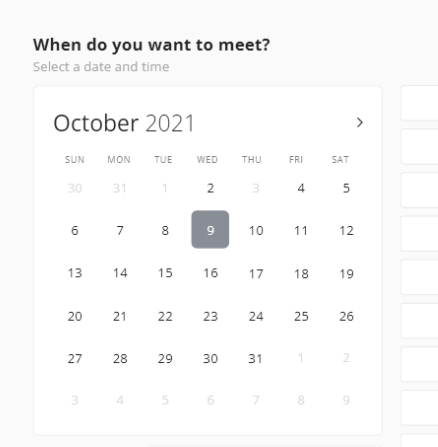 When do you want to meet?
Select a date and time
October 2021
SUN MON TUE WED THU FRI SAT
30 31 1 2 3 4 5
6 7 8 9 10 11 12
13 14 15 16 17 18 19
20 21 22 23 24 25 26
27 28 29 30 31 1 2
3 4 5 6 7 8 9